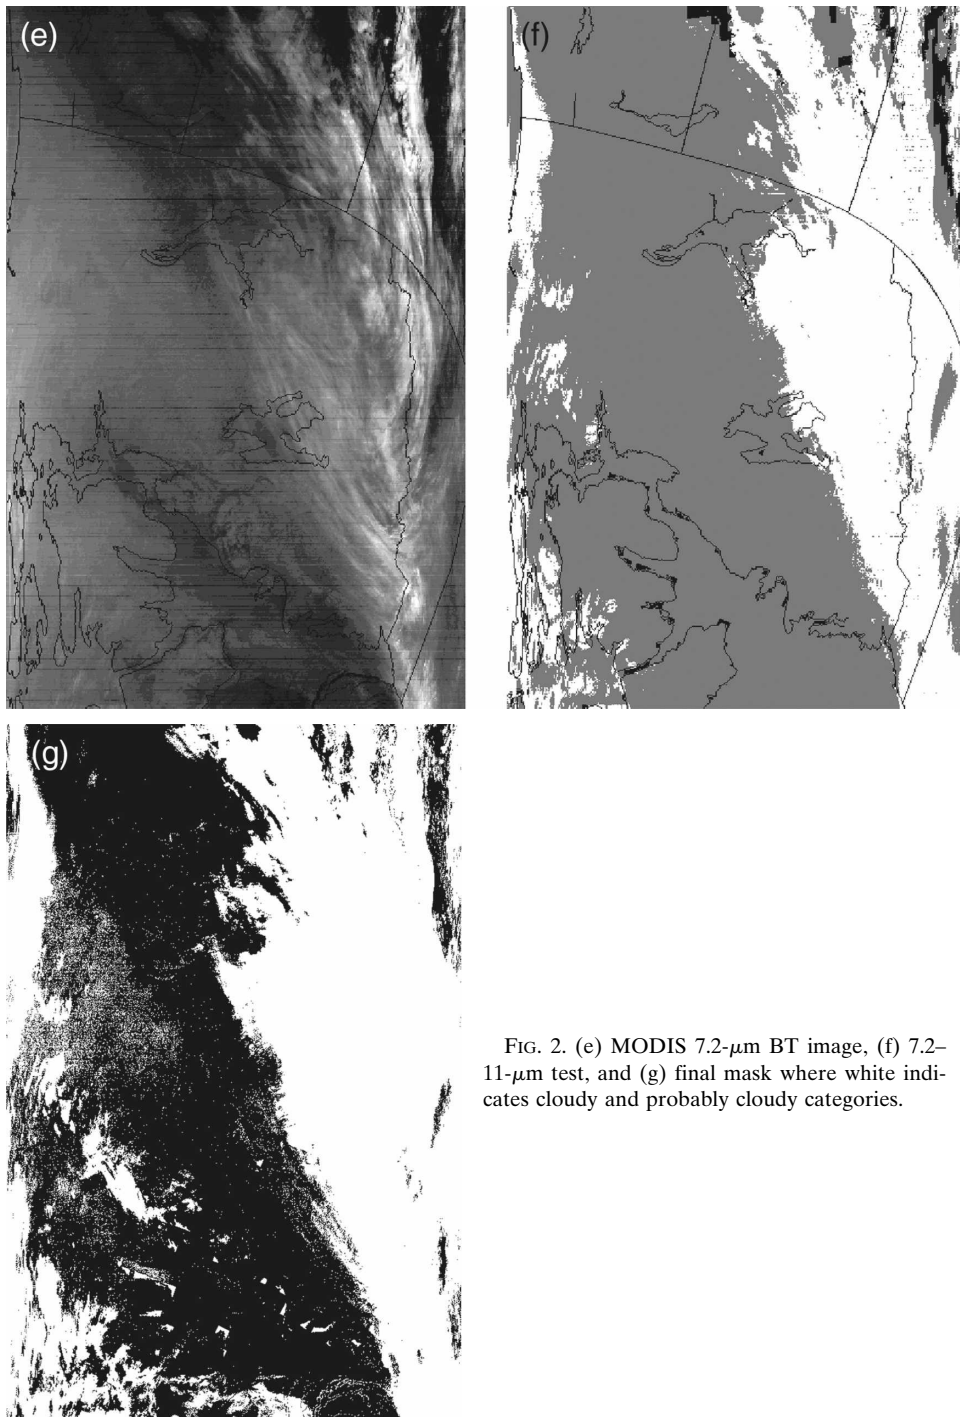 (e)
(f)
(g)
FIG. 2. (e) MODIS 7.2-μm BT image, (f) 7.2–
11-μm test, and (g) final mask where white indi-
cates cloudy and probably cloudy categories.